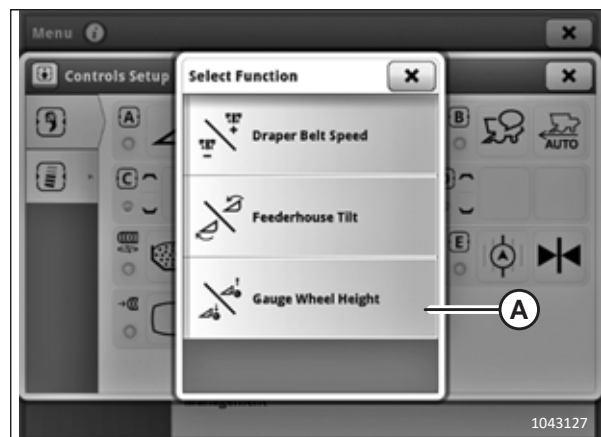 Menu i
Controls Setup
Select Function
A
B
Draper Belt Speed
AUTO
C
Feederhouse Tilt
E
Gauge Wheel Height
A
1043127